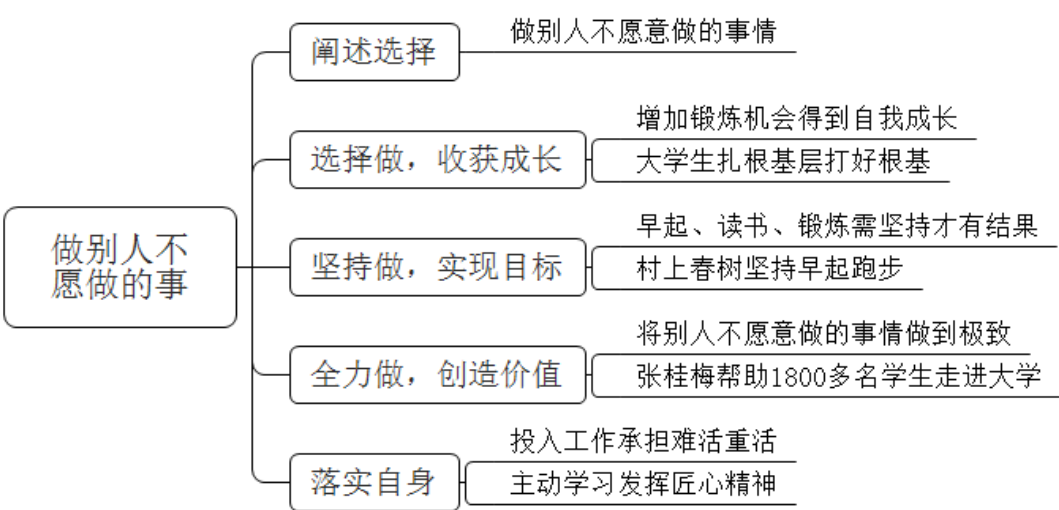 做别人不
愿做的事
阐述选择
做别人不愿意做的事情
选择做，收获成长
增加锻炼机会得到自我成长
大学生扎根基层打好根基
坚持做，实现目标
早起、读书、锻炼需坚持才有结果
村上春树坚持早起跑步
全力做，创造价值
将别人不愿意做的事情做到极致
张桂梅帮助1800多名学生走进大学
落实自身
投入工作承担难活重活
主动学习发挥匠心精神